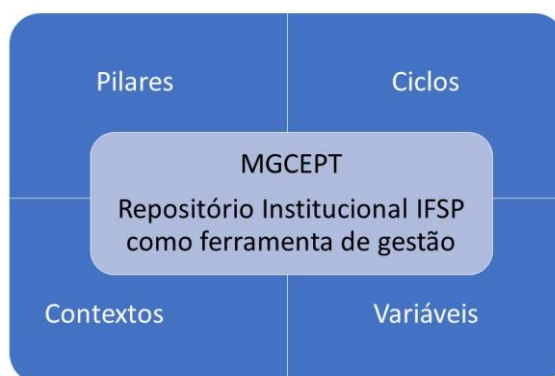 Pilares
Ciclos
MGCEPT
Repositório Institucional IFSP
como ferramenta de gestão
Contextos
Variáveis